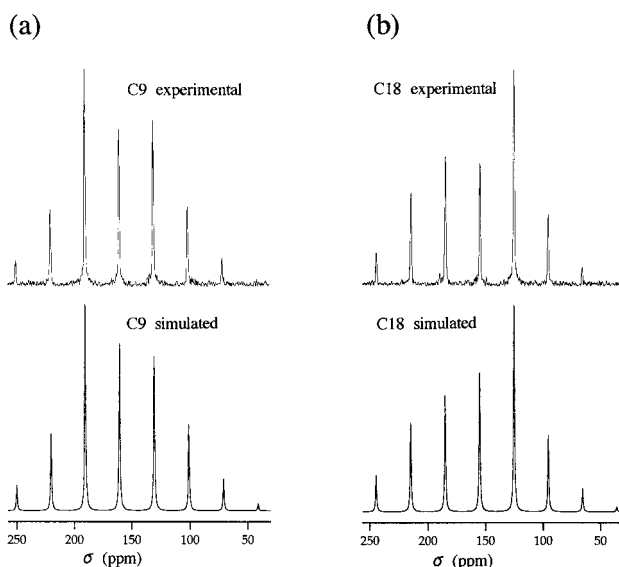 (a)
(b)
C9 experimental
C18 experimental
C9 simulated
C18 simulated
250 200 150 100 50
250 200 150 100 50
σ (ppm)
σ (ppm)